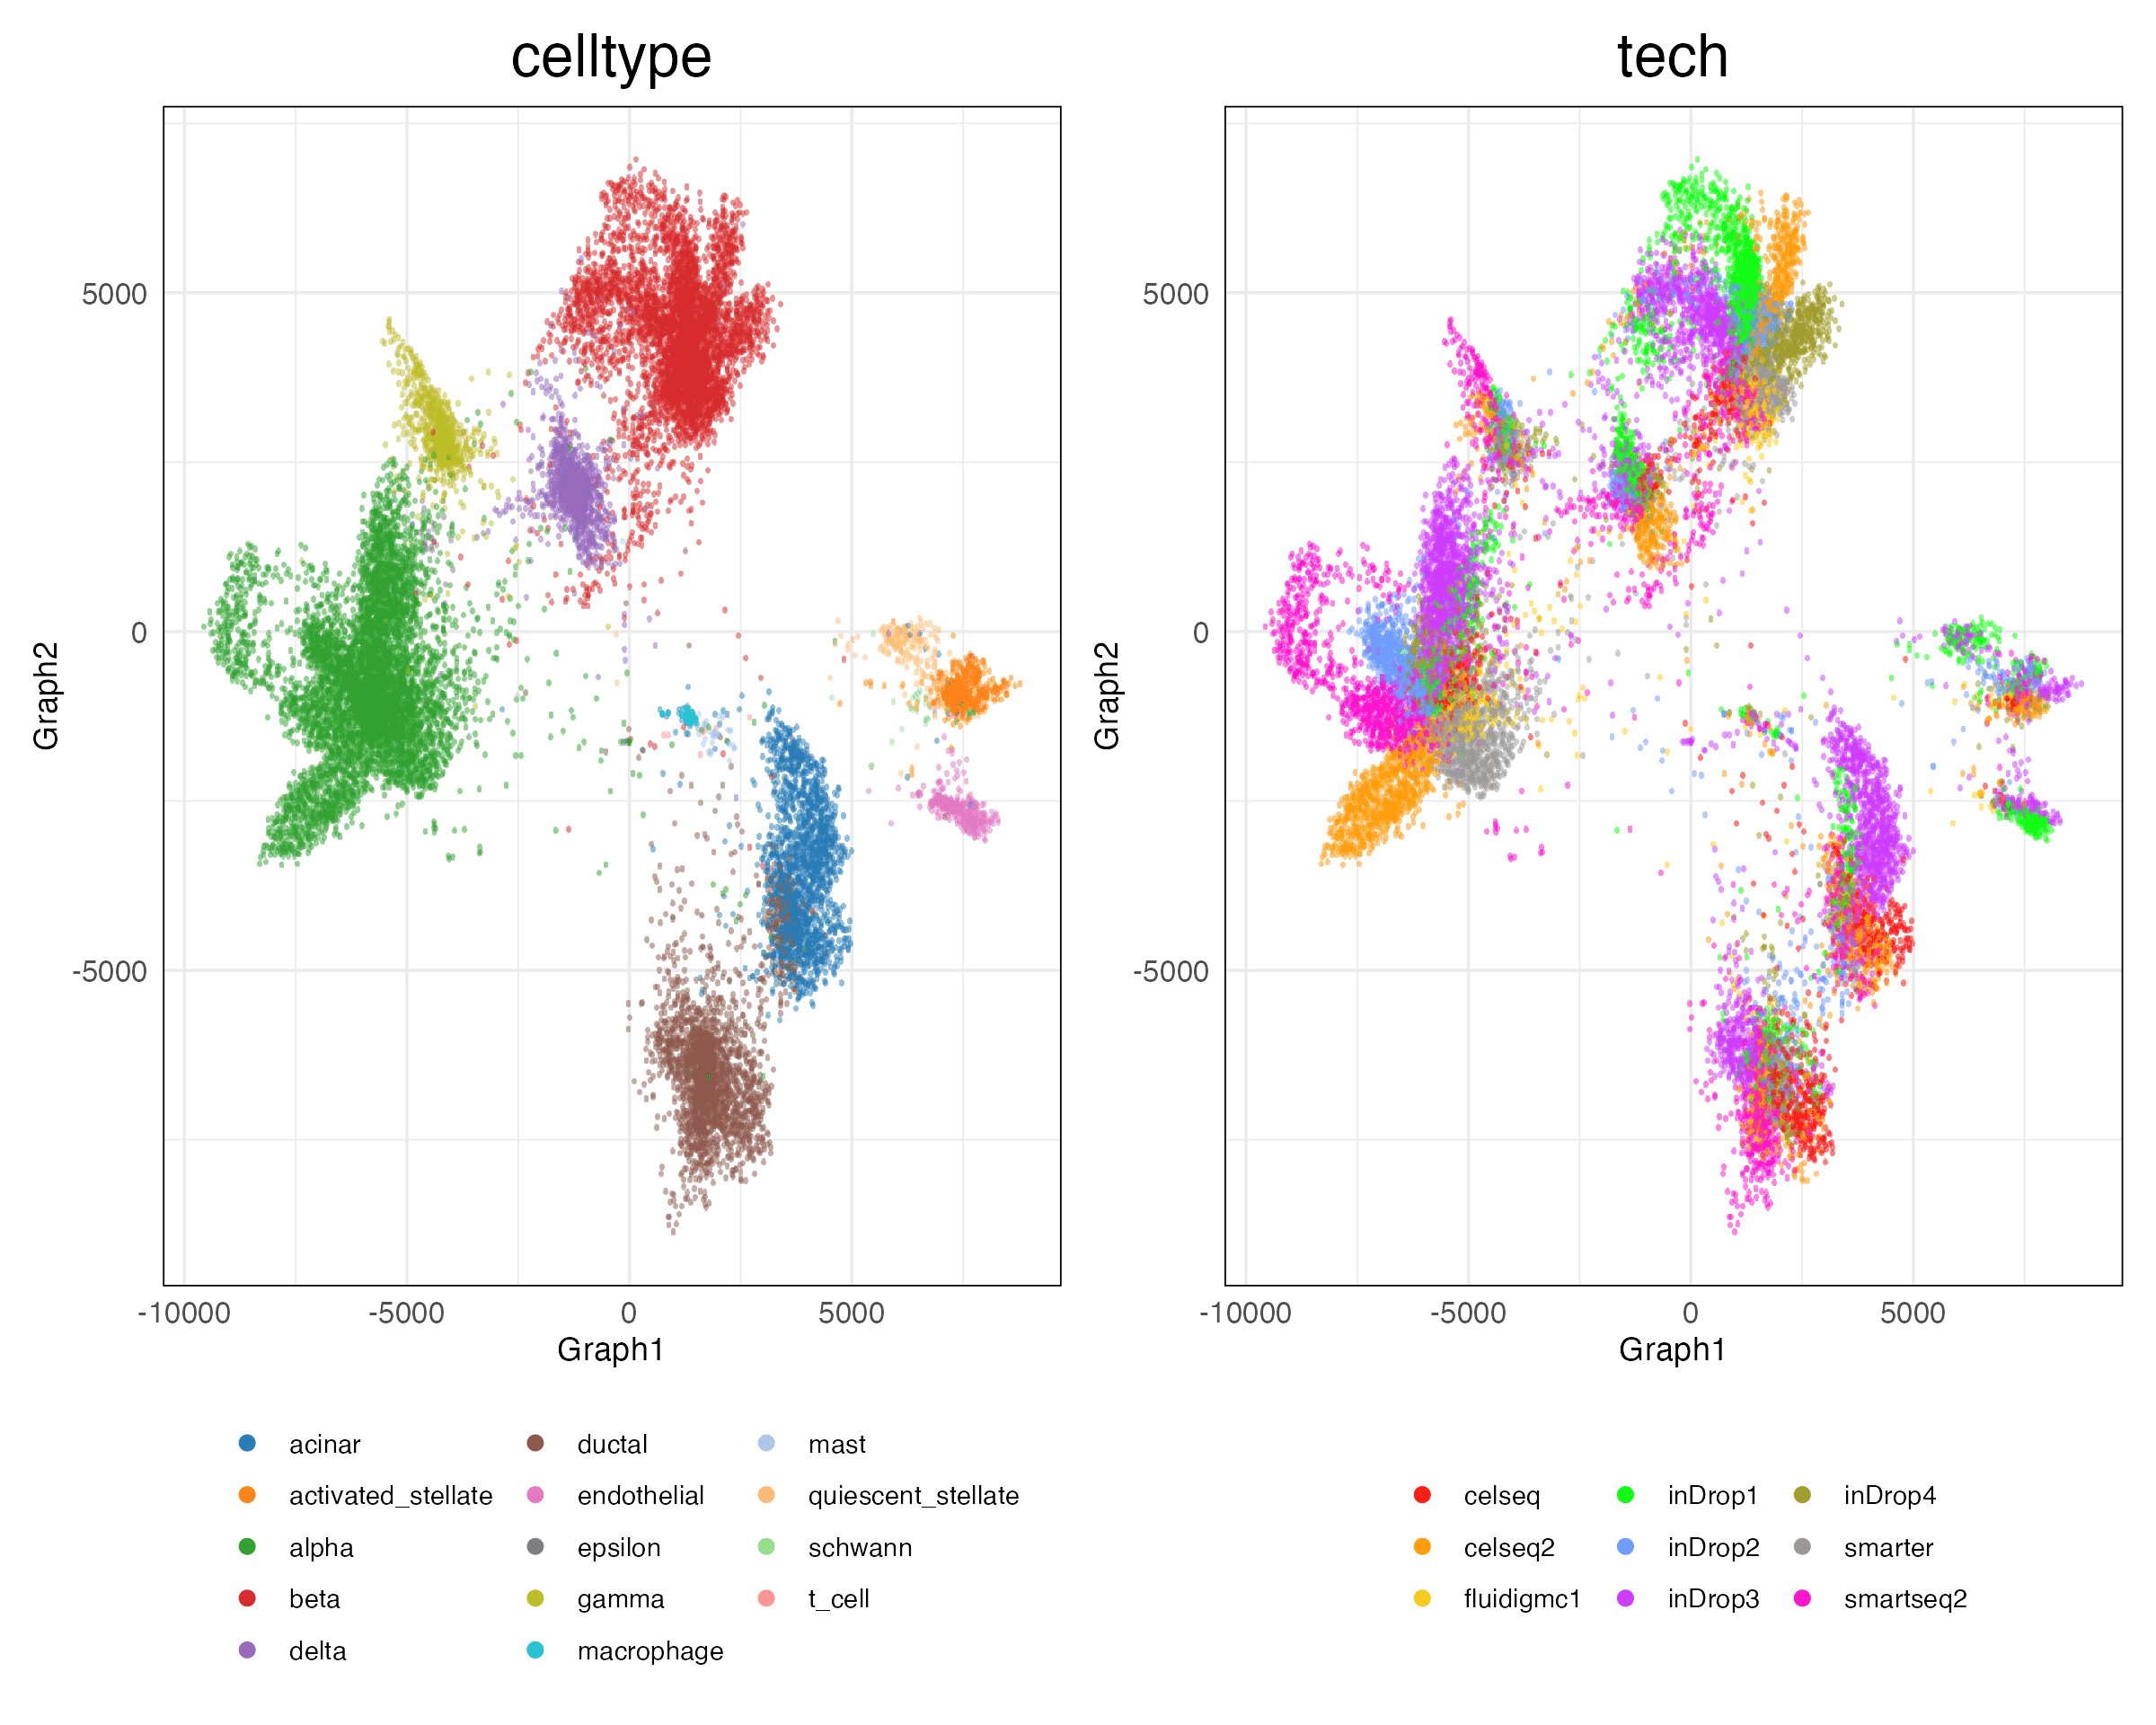 celltype
tech
5000
0
-5000
Graph2
-10000
-5000
0
5000
Graph1
5000
0
-5000
Graph2
-10000
-5000
0
5000
Graph1
acinar
activated_stellate
alpha
beta
delta
ductal
endothelial
epsilon
gamma
macrophage
mast
quiescent_stellate
schwann
t_cell
celseq
celseq2
fluidigmc1
inDrop1
inDrop2
inDrop3
inDrop4
smarter
smartseq2